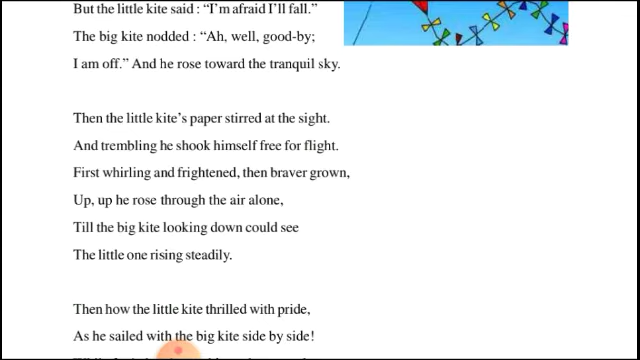 But the little kite said : “I’m afraid I’ll fall.”
The big kite nodded : “Ah, well, good-by;
I am off.” And he rose toward the tranquil sky.
Then the little kite’s paper stirred at the sight.
And trembling he shook himself free for flight.
First whirling and frightened, then braver grown,
Up, up he rose through the air alone,
Till the big kite looking down could see
The little one rising steadily.
Then how the little kite thrilled with pride,
As he sailed with the big kite side by side!